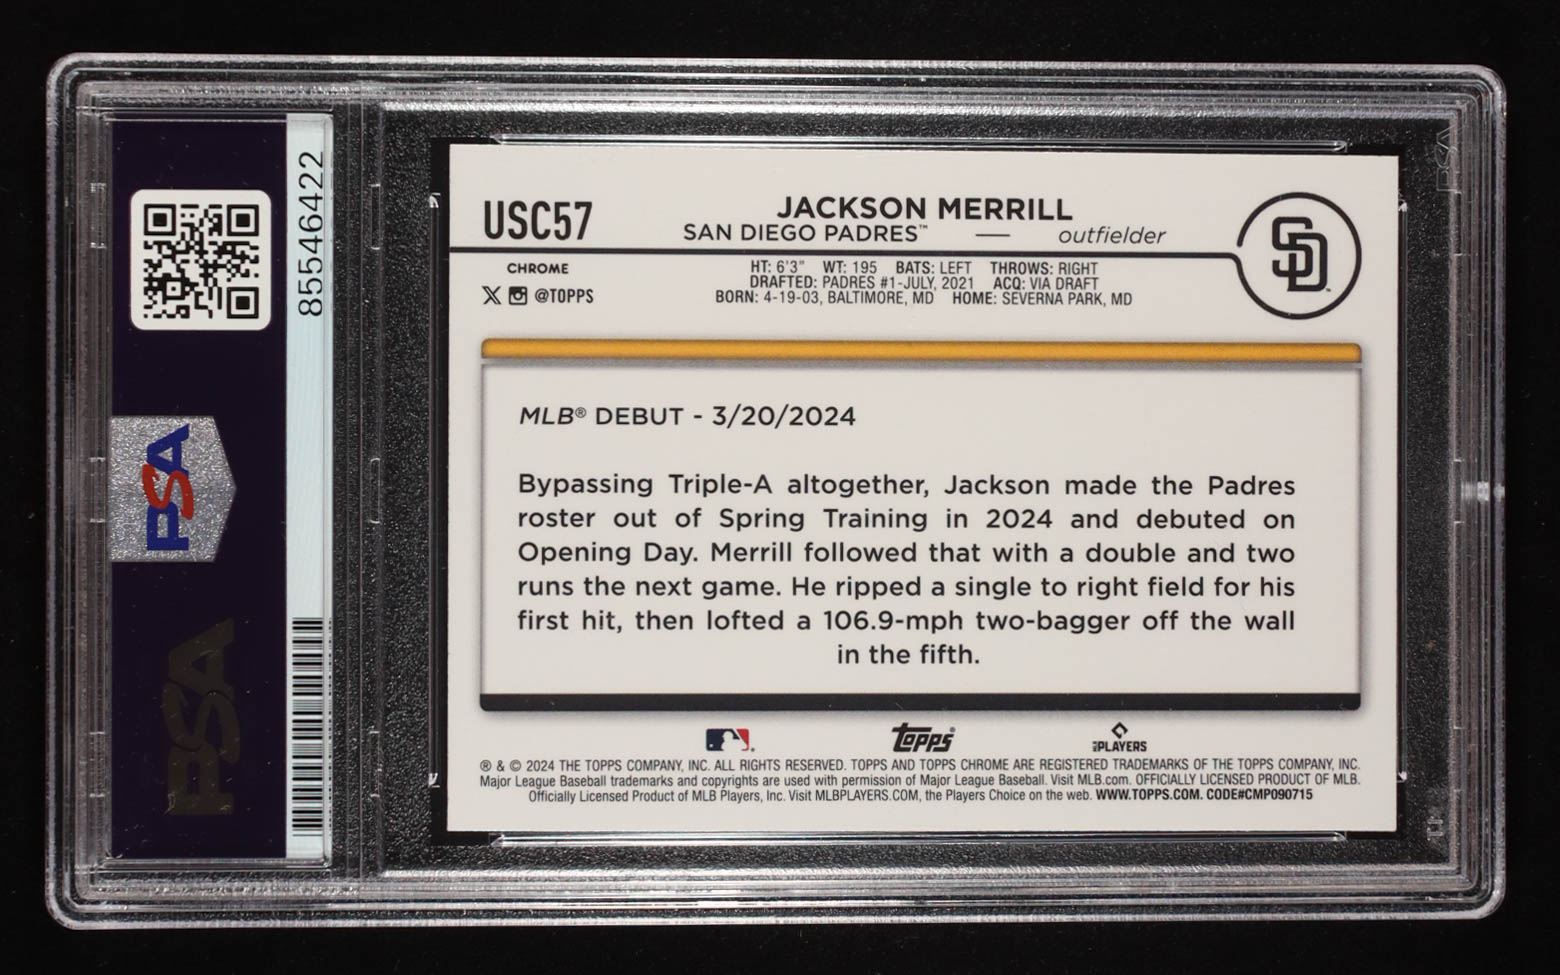 85546422
PSA
PSA
USC57
JACKSON MERRILL
SAN DIEGO PADRES™ — outfielder
SD
CHROME
@TOPPS
HT: 6'3" WT: 195 BATS: LEFT THROWS: RIGHT
DRAFTED: PADRES #1-JULY, 2021 ACQ: VIA DRAFT
BORN: 4-19-03, BALTIMORE, MD HOME: SEVERNA PARK, MD
MLB® DEBUT - 3/20/2024
Bypassing Triple-A altogether, Jackson made the Padres
roster out of Spring Training in 2024 and debuted on
Opening Day. Merrill followed that with a double and two
runs the next game. He ripped a single to right field for his
first hit, then lofted a 106.9-mph two-bagger off the wall
in the fifth.
Topps®
MLB PLAYERS
® & © 2024 THE TOPPS COMPANY, INC. ALL RIGHTS RESERVED. TOPPS AND TOPPS CHROME ARE REGISTERED TRADEMARKS OF THE TOPPS COMPANY, INC.
Major League Baseball trademarks and copyrights are used with permission of Major League Baseball. Visit MLB.com. OFFICIALLY LICENSED PRODUCT OF MLB.
Officially Licensed Product of MLB Players, Inc. Visit MLBPLAYERS.COM, the Players Choice on the web. WWW.TOPPS.COM. CODE#CMP090715
PSA